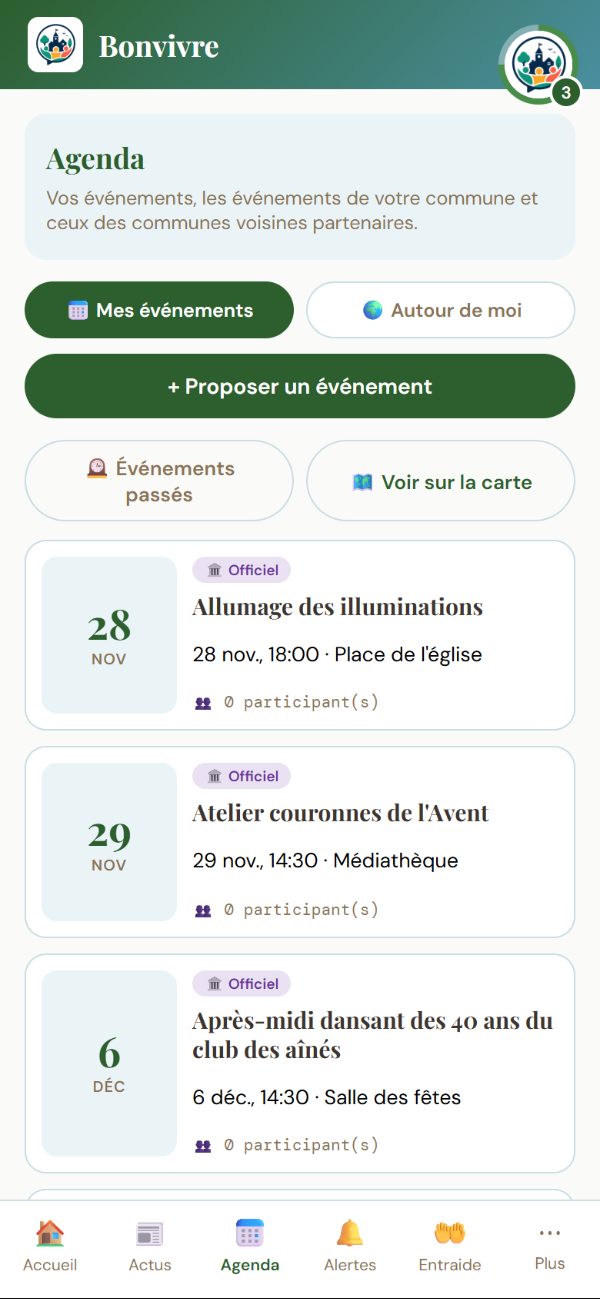 Bonvivre
3
Agenda
Vos événements, les événements de votre commune et
ceux des communes voisines partenaires.
Mes événements
Autour de moi
+ Proposer un événement
Événements
passés
Voir sur la carte
28
NOV
Officiel
Allumage des illuminations
28 nov., 18:00 · Place de l'église
0 participant(s)
29
NOV
Officiel
Atelier couronnes de l'Avent
29 nov., 14:30 · Médiathèque
0 participant(s)
6
DÉC
Officiel
Après-midi dansant des 40 ans du
club des aînés
6 déc., 14:30 · Salle des fêtes
0 participant(s)
Accueil
Actus
Agenda
Alertes
Entraide
Plus